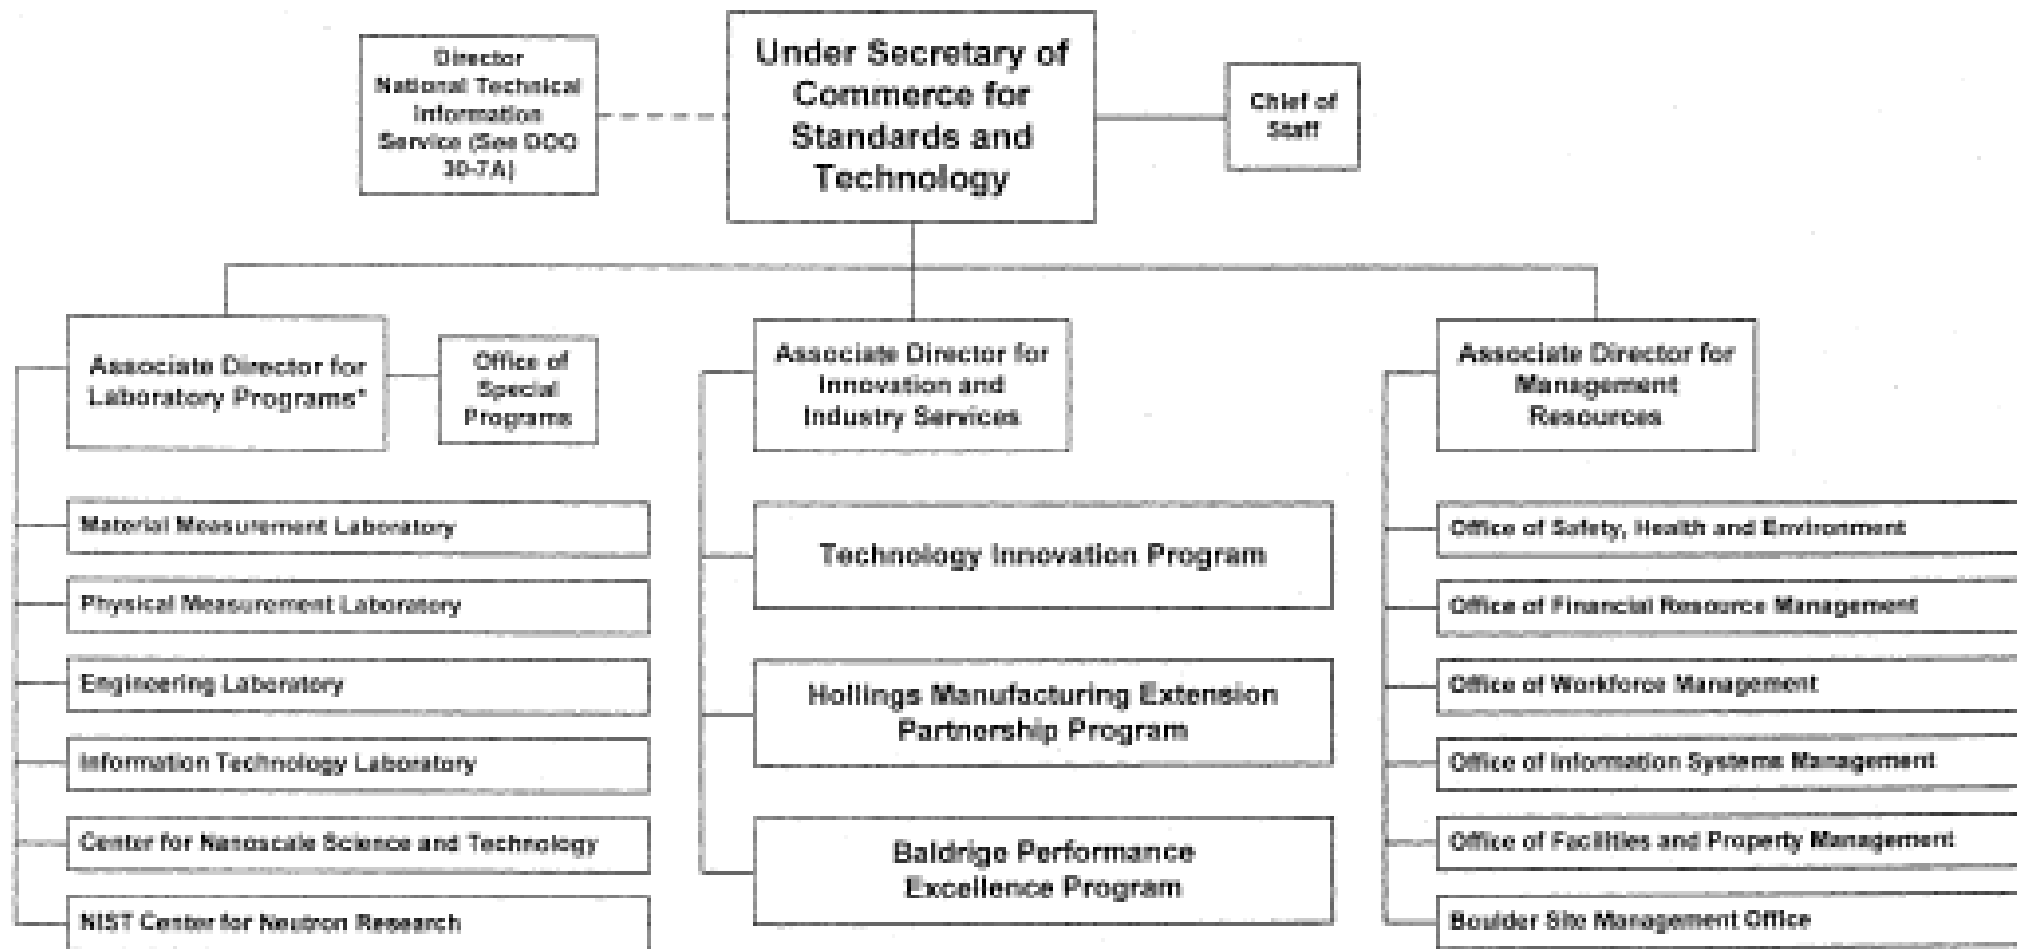 Director
National Technical
Information
Service (See DOO
30-7A)
Under Secretary of
Commerce for
Standards and
Technology
Chief of
Staff
Associate Director for
Laboratory Programs*
Office of
Special
Programs
Associate Director for
Innovation and
Industry Services
Associate Director for
Management
Resources
Material Measurement Laboratory
Physical Measurement Laboratory
Engineering Laboratory
Information Technology Laboratory
Center for Nanoscale Science and Technology
NIST Center for Neutron Research
Technology Innovation Program
Hollings Manufacturing Extension
Partnership Program
Baldrige Performance
Excellence Program
Office of Safety, Health and Environment
Office of Financial Resource Management
Office of Workforce Management
Office of Information Systems Management
Office of Facilities and Property Management
Boulder Site Management Office